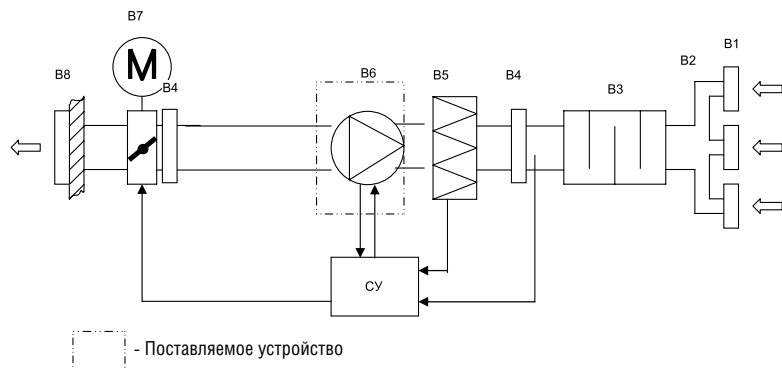 B7
M
B8
B4
B6
B5
B4
B3
B2
B1
СУ
- Поставляемое устройство